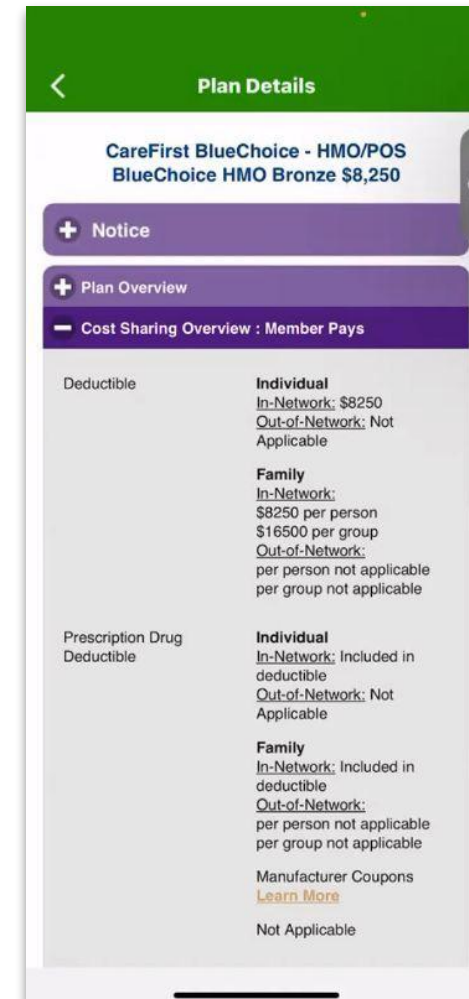 Plan Details
CareFirst BlueChoice - HMO/POS
BlueChoice HMO Bronze $8,250
Notice
Plan Overview
Cost Sharing Overview : Member Pays
Deductible
Individual
In-Network: $8250
Out-of-Network: Not
Applicable
Family
In-Network:
$8250 per person
$16500 per group
Out-of-Network:
per person not applicable
per group not applicable
Prescription Drug
Deductible
Individual
In-Network: Included in
deductible
Out-of-Network: Not
Applicable
Family
In-Network: Included in
deductible
Out-of-Network:
per person not applicable
per group not applicable
Manufacturer Coupons
Learn More
Not Applicable